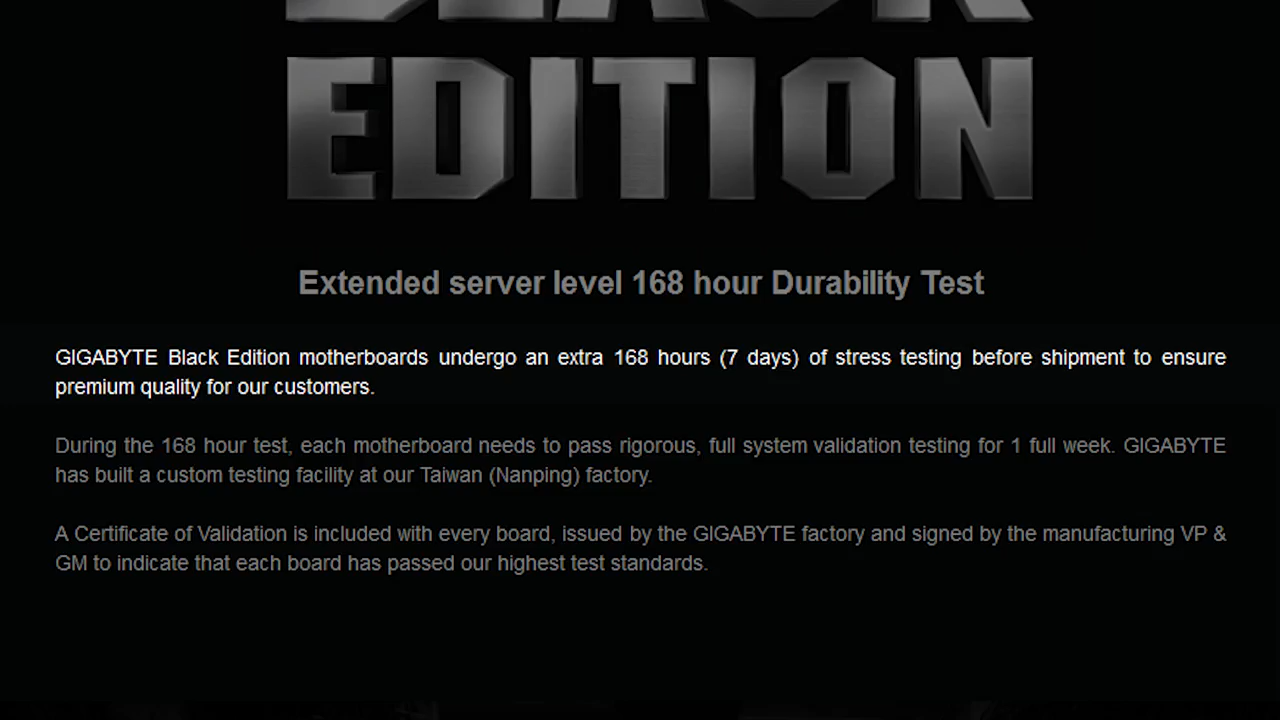 BLACK
EDITION
Extended server level 168 hour Durability Test
GIGABYTE Black Edition motherboards undergo an extra 168 hours (7 days) of stress testing before shipment to ensure
premium quality for our customers.
During the 168 hour test, each motherboard needs to pass rigorous, full system validation testing for 1 full week. GIGABYTE
has built a custom testing facility at our Taiwan (Nanping) factory.
A Certificate of Validation is included with every board, issued by the GIGABYTE factory and signed by the manufacturing VP &
GM to indicate that each board has passed our highest test standards.